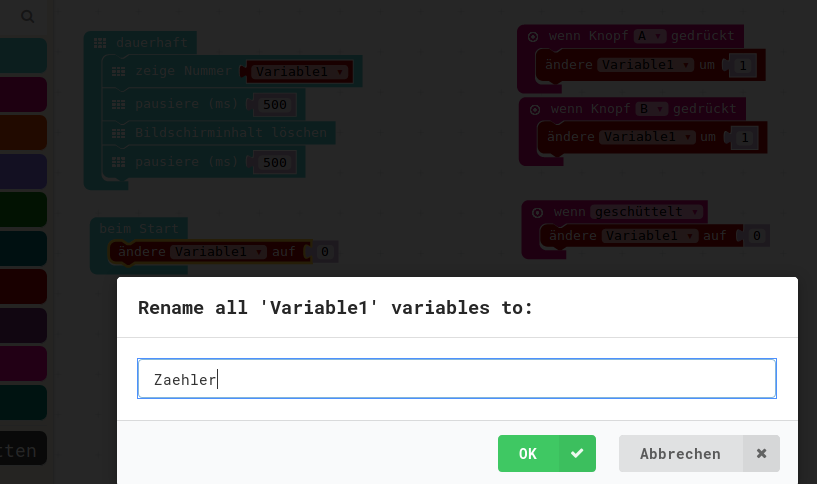 dauerhaft
zeige Nummer Variable1
pausiere (ms) 500
Bildschirminhalt löschen
pausiere (ms) 500
beim Start
ändere Variable1 auf 0
wenn Knopf A gedrückt
ändere Variable1 um 1
wenn Knopf B gedrückt
ändere Variable1 um 1
wenn geschüttelt
ändere Variable1 auf 0
Rename all 'Variable1' variables to:
Zaehler
OK
Abbrechen
tten